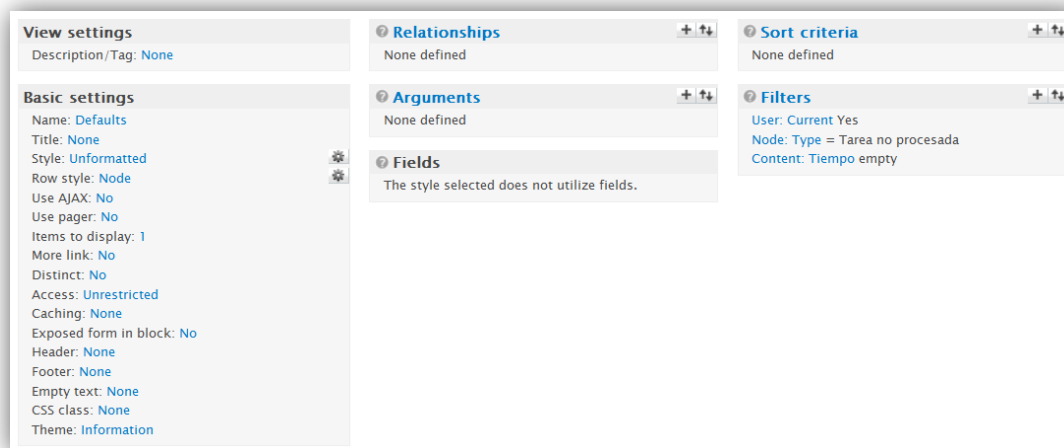 View settings
Description/Tag: None
Basic settings
Name: Defaults
Title: None
Style: Unformatted
Row style: Node
Use AJAX: No
Use pager: No
Items to display: 1
More link: No
Distinct: No
Access: Unrestricted
Caching: None
Exposed form in block: No
Header: None
Footer: None
Empty text: None
CSS class: None
Theme: Information
Relationships
None defined
Arguments
None defined
Fields
The style selected does not utilize fields.
Sort criteria
None defined
Filters
User: Current Yes
Node: Type = Tarea no procesada
Content: Tiempo empty